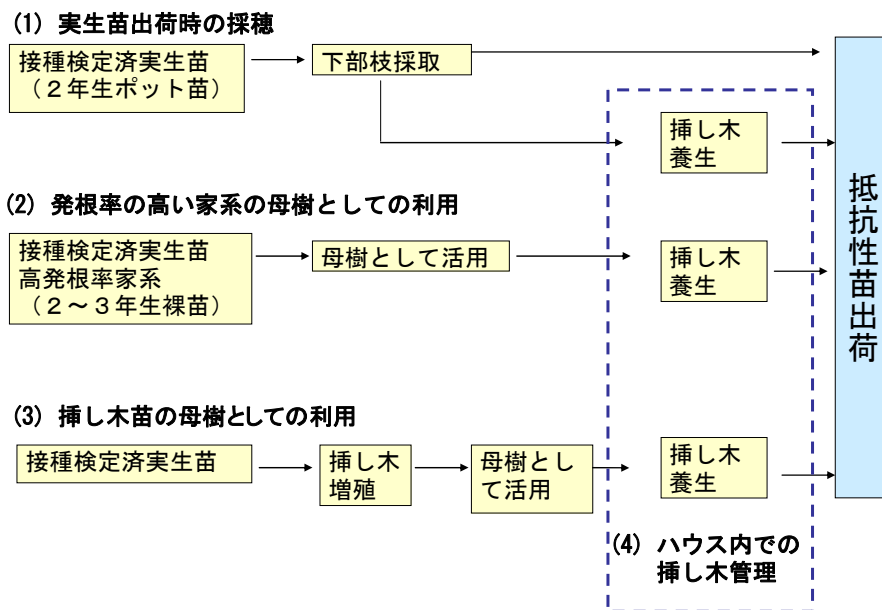 (1) 実生苗出荷時の採穂
接種検定済実生苗
（２年生ポット苗）
下部枝採取
挿し木
養生
(2) 発根率の高い家系の母樹としての利用
接種検定済実生苗
高発根率家系
（２～３年生裸苗）
母樹として活用
挿し木
養生
(3) 挿し木苗の母樹としての利用
接種検定済実生苗
挿し木
増殖
母樹とし
て活用
挿し木
養生
(4) ハウス内での
挿し木管理
抵抗性苗出荷